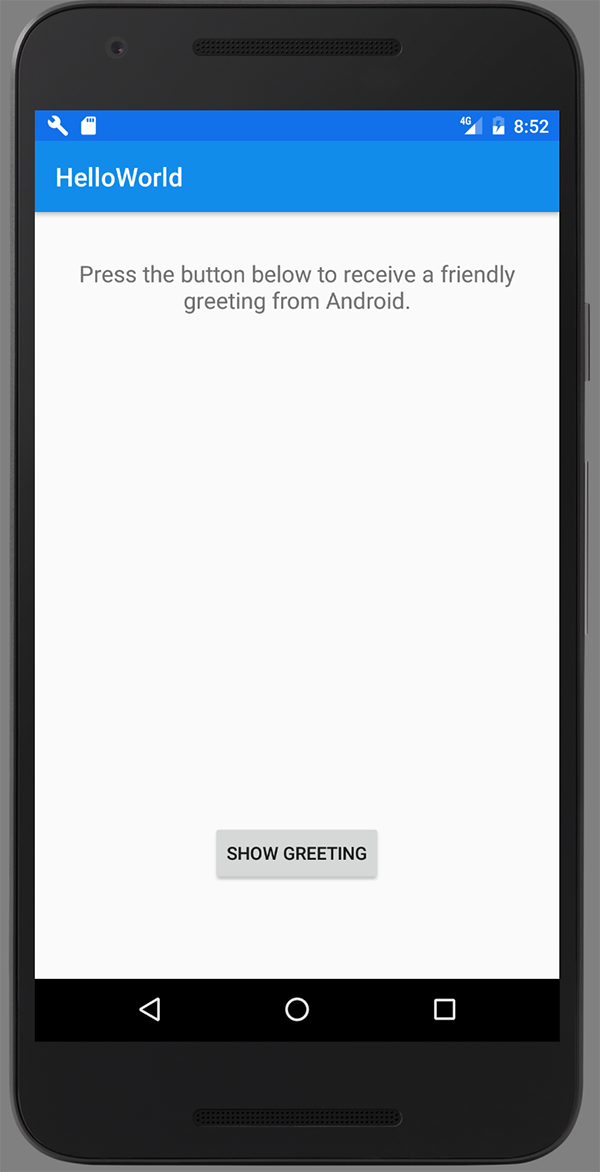 4G 8:52
HelloWorld
Press the button below to receive a friendly
greeting from Android.
SHOW GREETING